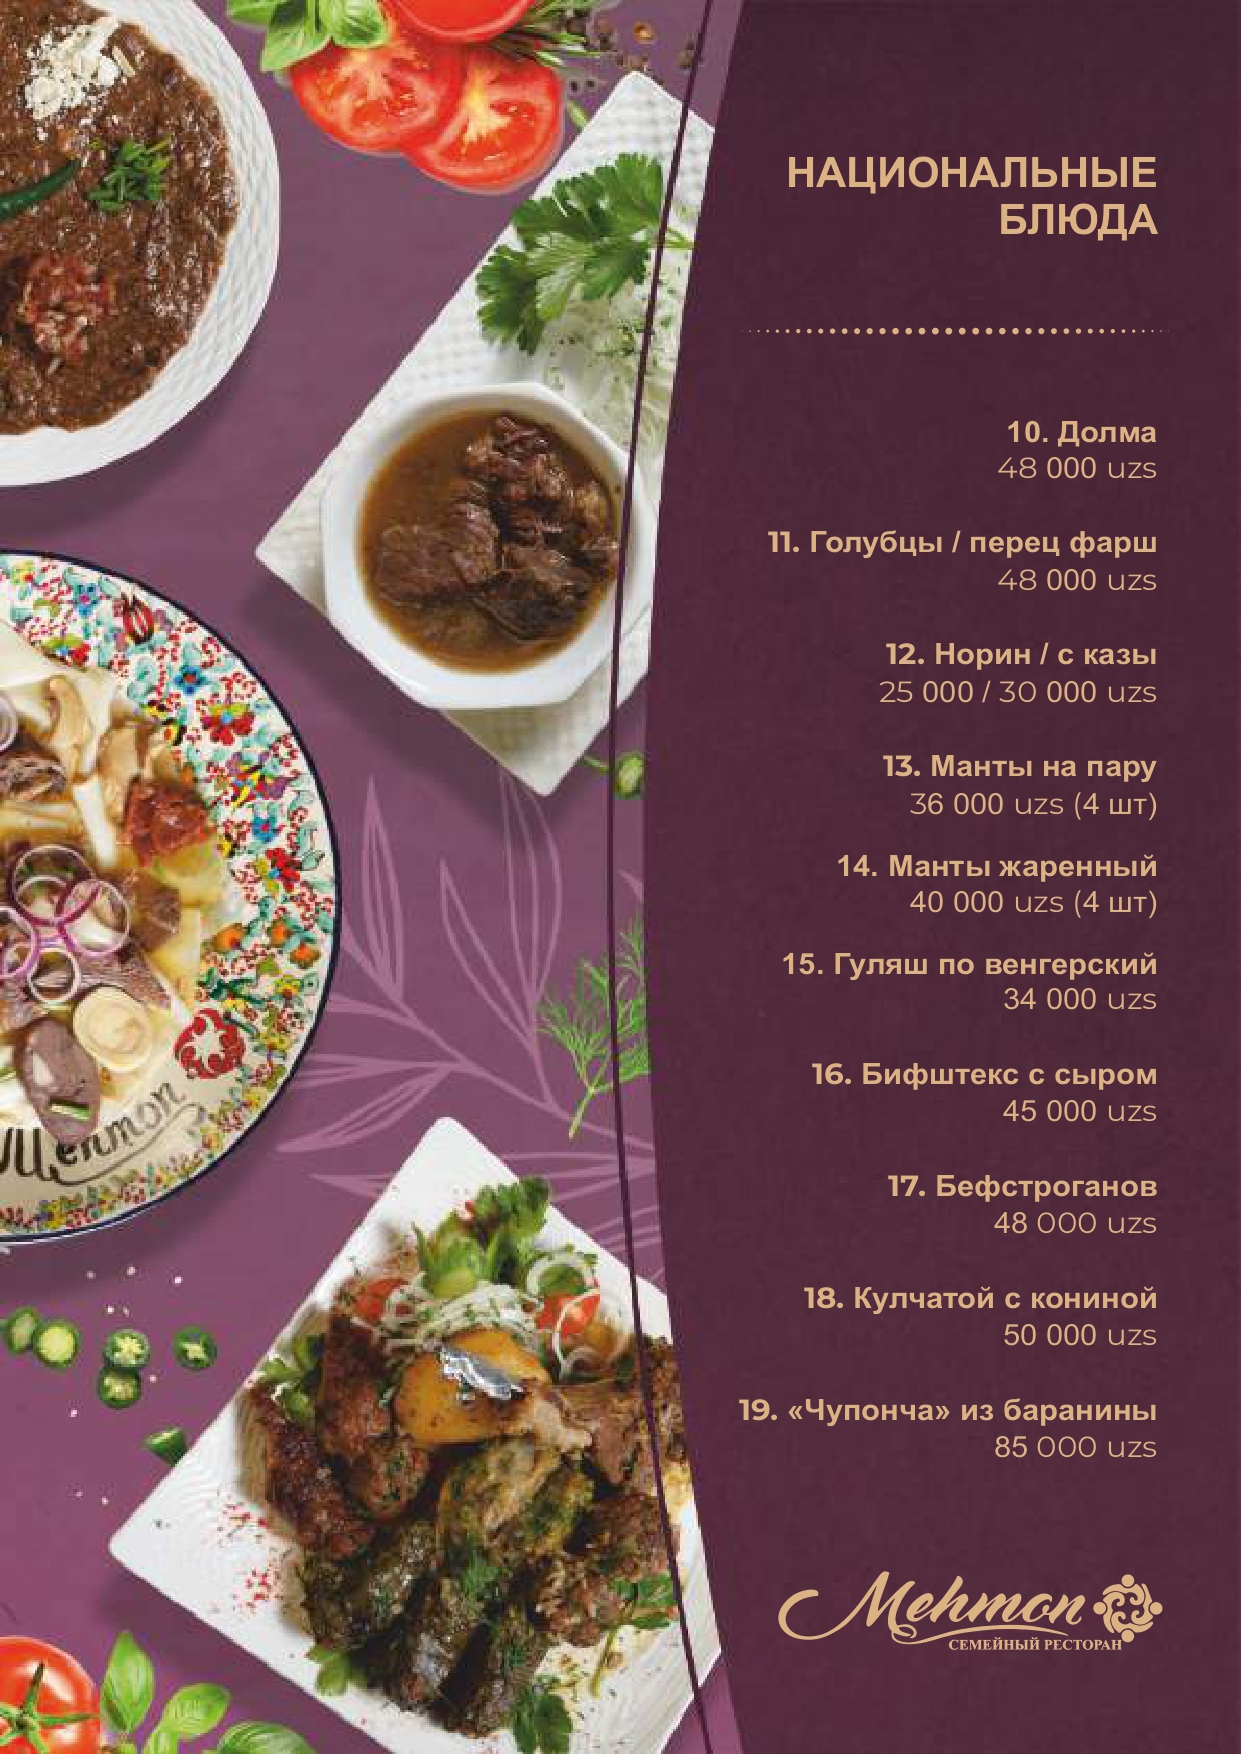 НАЦИОНАЛЬНЫЕ
БЛЮДА
10. Долма
48 000 uzs
11. Голубцы / перец фарш
48 000 uzs
12. Норин / с казы
25 000 / 30 000 uzs
13. Манты на пару
36 000 uzs (4 шт)
14. Манты жаренный
40 000 uzs (4 шт)
15. Гуляш по венгерский
34 000 uzs
16. Бифштекс с сыром
45 000 uzs
17. Бефстроганов
48 000 uzs
18. Кулчатой с кониной
50 000 uzs
19. «Чупонча» из баранины
85 000 uzs
Mehmon
Mehmon
СЕМЕЙНЫЙ РЕСТОРАН